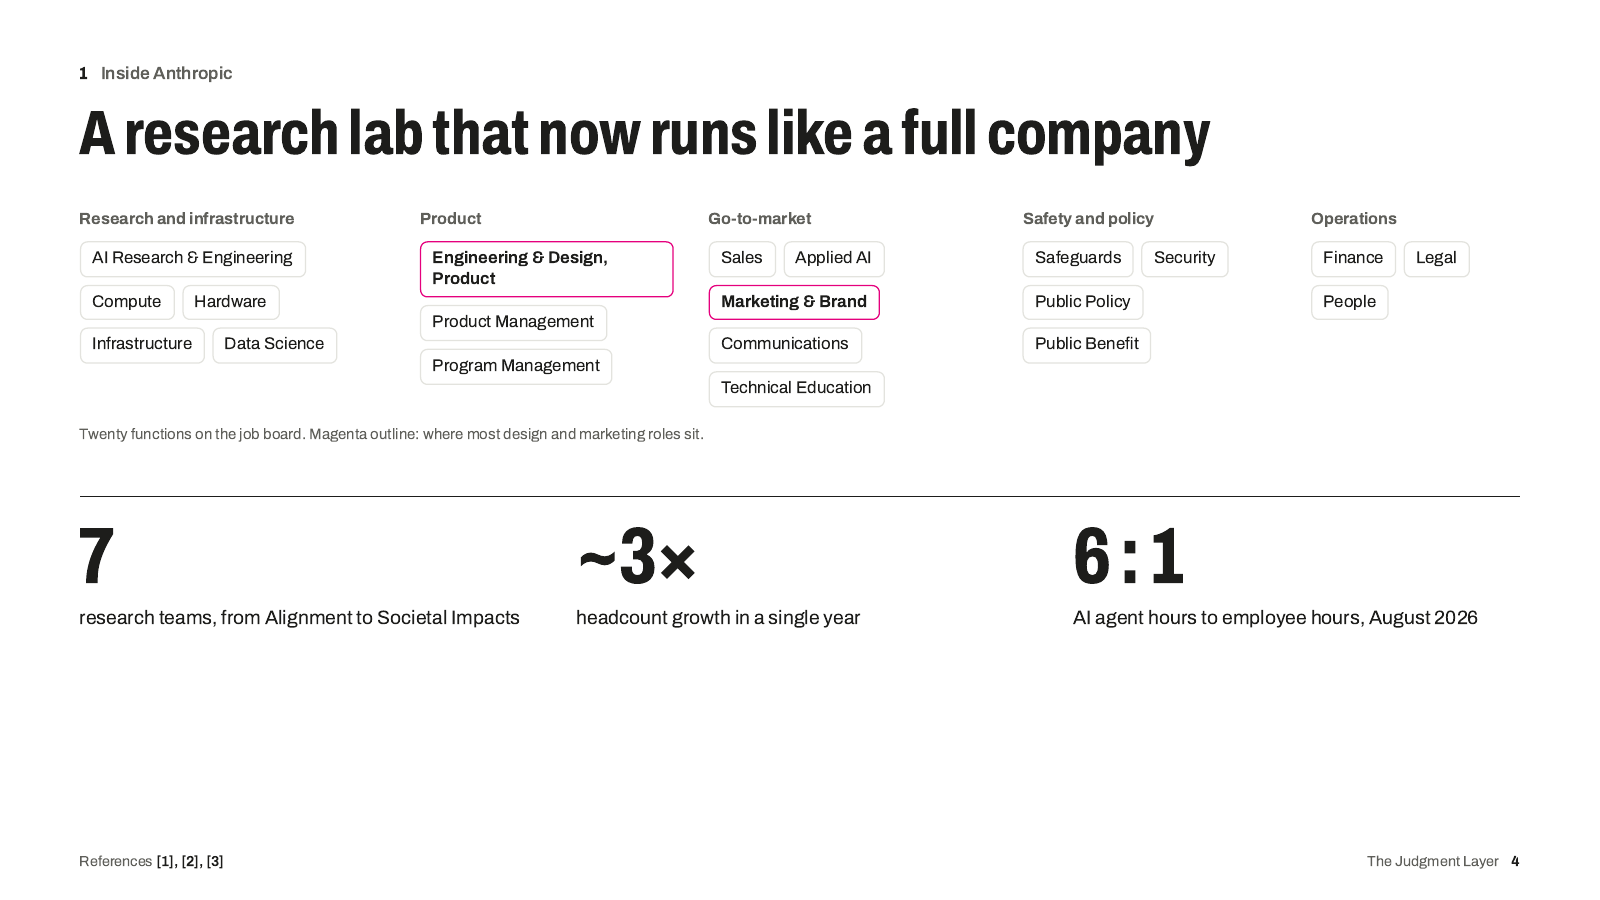 1 Inside Anthropic
A research lab that now runs like a full company
Research and infrastructure
AI Research & Engineering
Compute
Hardware
Infrastructure
Data Science
Product
Engineering & Design,
Product
Product Management
Program Management
Go-to-market
Sales
Applied AI
Marketing & Brand
Communications
Technical Education
Safety and policy
Safeguards
Security
Public Policy
Public Benefit
Operations
Finance
Legal
People
Twenty functions on the job board. Magenta outline: where most design and marketing roles sit.
7
research teams, from Alignment to Societal Impacts
~3×
headcount growth in a single year
6:1
AI agent hours to employee hours, August 2026
References [1], [2], [3]
The Judgment Layer 4